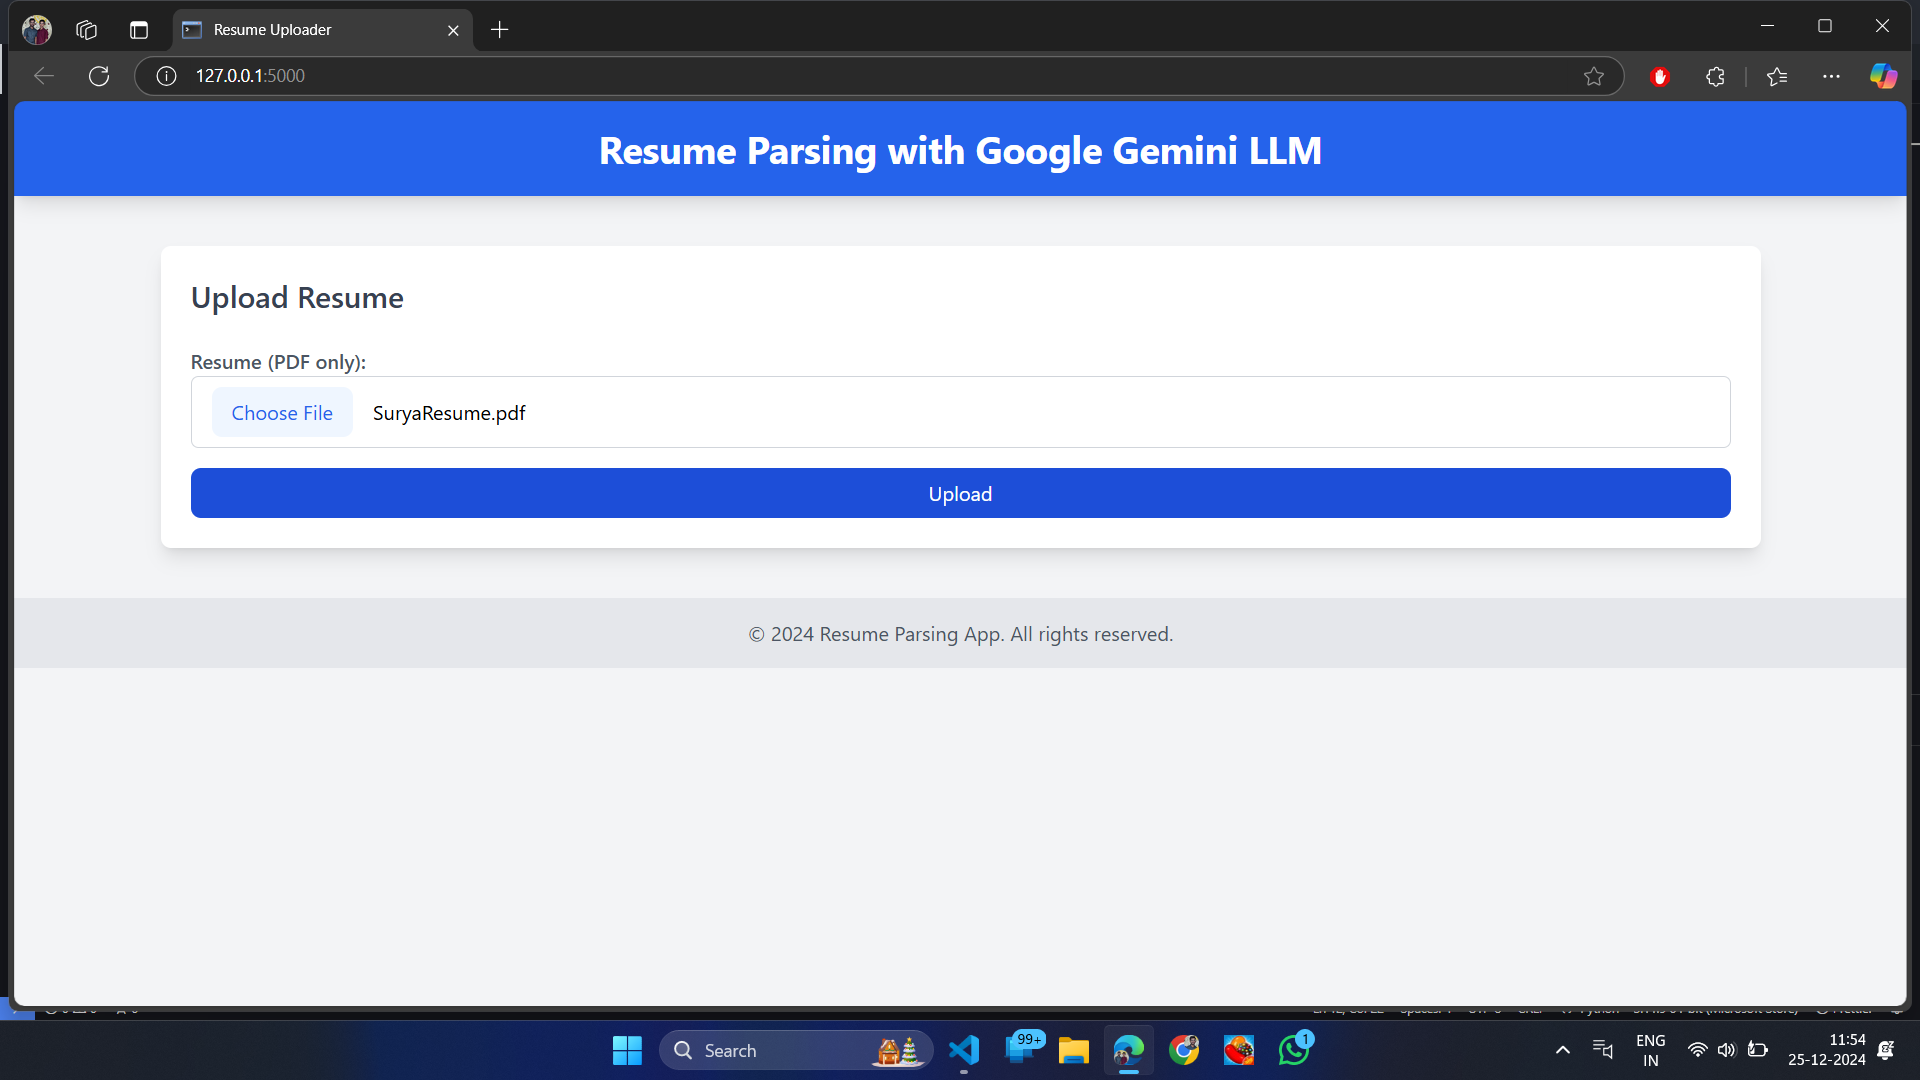 Resume Uploader
127.0.0.1:5000
Resume Parsing with Google Gemini LLM
Upload Resume
Resume (PDF only):
Choose File SuryaResume.pdf
Upload
© 2024 Resume Parsing App. All rights reserved.
Search
99+
1
ENG
IN
11:54
25-12-2024